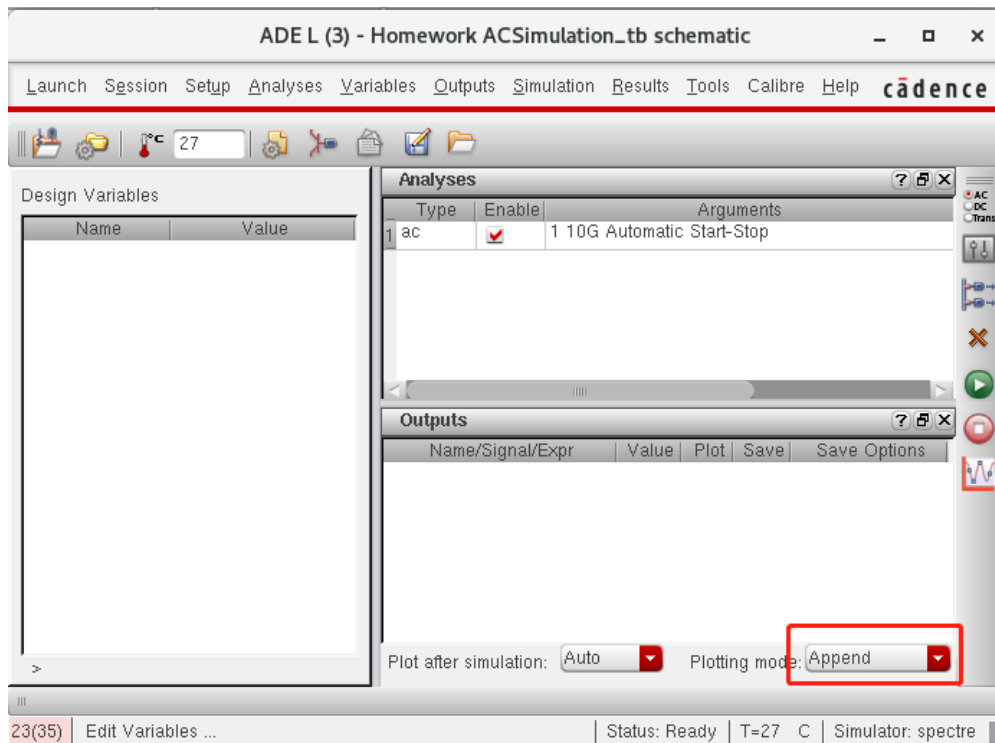 ADE L (3) - Homework ACSimulation_tb schematic
Launch Session Setup Analyses Variables Outputs Simulation Results Tools Calibre Help cādence
°C 27
Design Variables
Name Value
>
Analyses
Type Enable Arguments
1 ac 1 10G Automatic Start-Stop
AC
DC
Trans
Outputs
Name/Signal/Expr Value Plot Save Save Options
Plot after simulation: Auto Plotting mode: Append
23(35) Edit Variables ... Status: Ready T=27 C Simulator: spectre